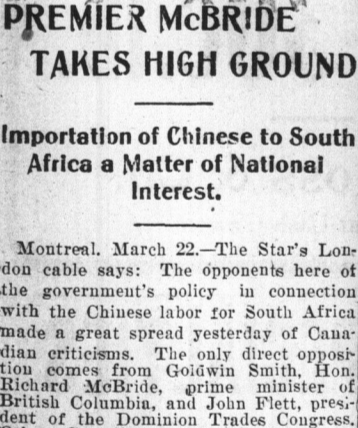 PREMIER McBRIDE
TAKES HIGH GROUND
Importation of Chinese to South
Africa a Matter of National
Interest.
Montreal. March 22.—The Star's Lon-
don cable says: The opponents here of
the government's policy in connection
with the Chinese labor for South Africa
made a great spread yesterday of Cana-
dian criticisms. The only direct opposi-
tion comes from Goldwin Smith, Hon.
Richard McBride, prime minister of
British Columbia, and John Flett, presi-
dent of the Dominion Trades Congress.